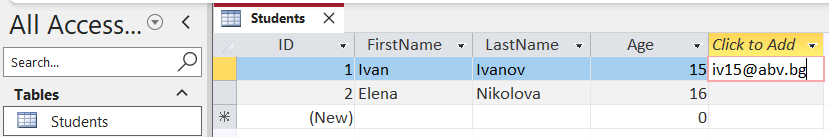 All Access...
Search...
Tables
Students
Students
ID FirstName LastName Age Click to Add
1 Ivan Ivanov 15 iv15@abv.bg
2 Elena Nikolova 16
(New) 0